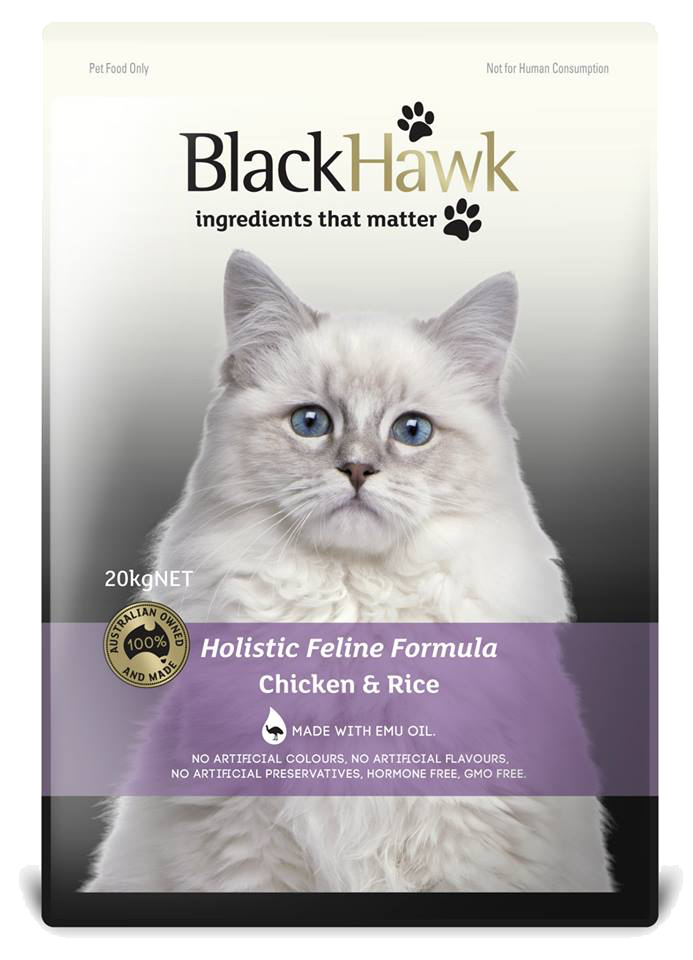 Pet Food Only
Not for Human Consumption
BlackHawk
ingredients that matter
20kgNET
AUSTRALIAN OWNED
100%
AND MADE
Holistic Feline Formula
Chicken & Rice
MADE WITH EMU OIL.
NO ARTIFICIAL COLOURS, NO ARTIFICIAL FLAVOURS,
NO ARTIFICIAL PRESERVATIVES, HORMONE FREE, GMO FREE.